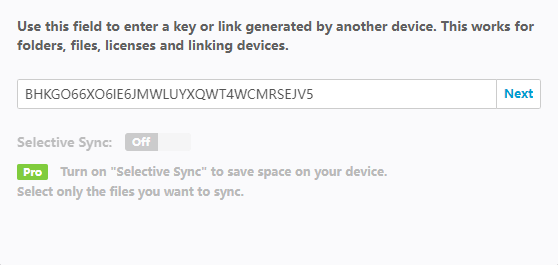 Use this field to enter a key or link generated by another device. This works for
folders, files, licenses and linking devices.
BHKGO66XO6IE6JMWLUYXQWT4WCMRSEJV5 Next
Selective Sync: Off
Pro Turn on "Selective Sync" to save space on your device.
Select only the files you want to sync.